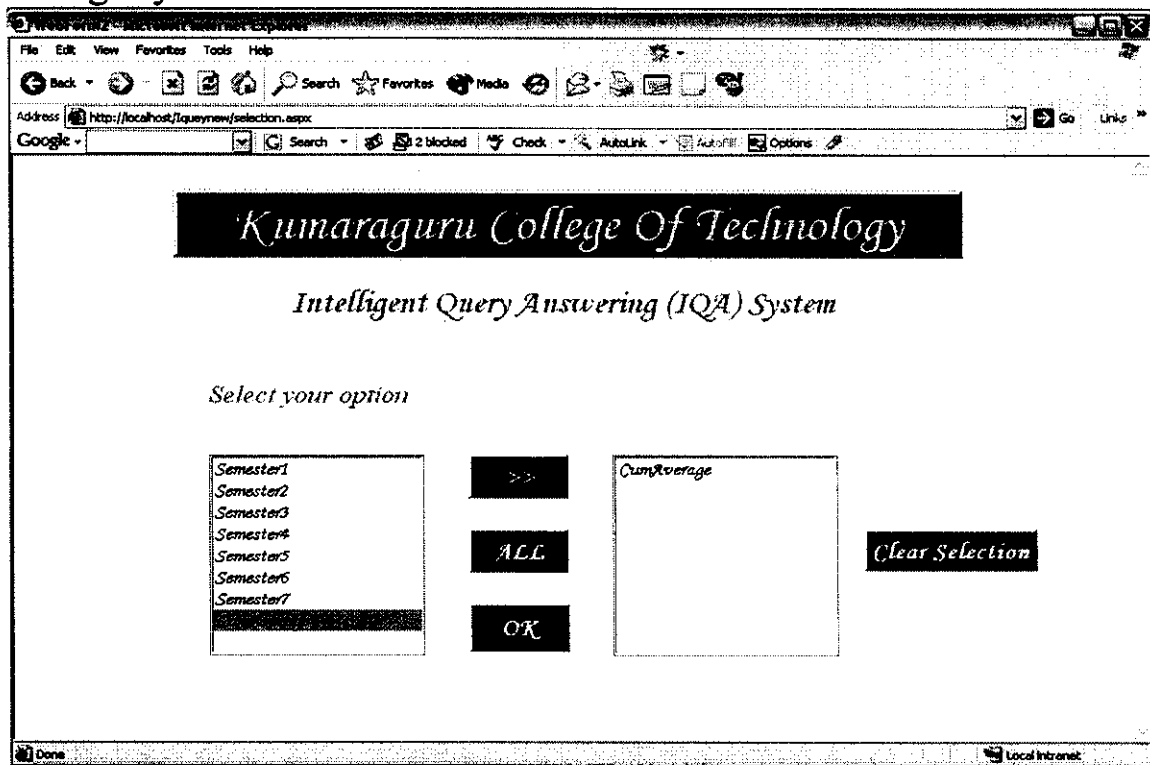 File Edit View Favorites Tools Help
Back Search Favorites Media
Address http://localhost/Iqueynew/selection.aspx Go Links »
Google Search 2 blocked Check AutoLink AutoFill Options
Kumaraguru College Of Technology
Intelligent Query Answering (IQA) System
Select your option
Semester1
Semester2
Semester3
Semester4
Semester5
Semester6
Semester7
>>
ALL
OK
CumAverage
Clear Selection
Done Local intranet